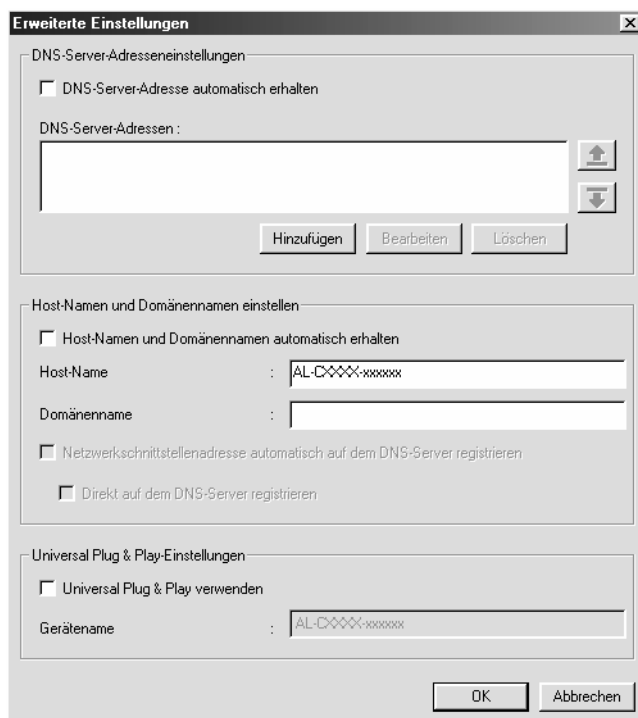 Erweiterte Einstellungen
DNS-Server-Adresseneinstellungen
DNS-Server-Adresse automatisch erhalten
DNS-Server-Adressen :
Hinzufügen
Bearbeiten
Löschen
Host-Namen und Domänennamen einstellen
Host-Namen und Domänennamen automatisch erhalten
Host-Name : AL-CXXXX-xxxxxx
Domänenname :
Netzwerkschnittstellenadresse automatisch auf dem DNS-Server registrieren
Direkt auf dem DNS-Server registrieren
Universal Plug & Play-Einstellungen
Universal Plug & Play verwenden
Gerätename : AL-CXXXX-xxxxxx
OK
Abbrechen